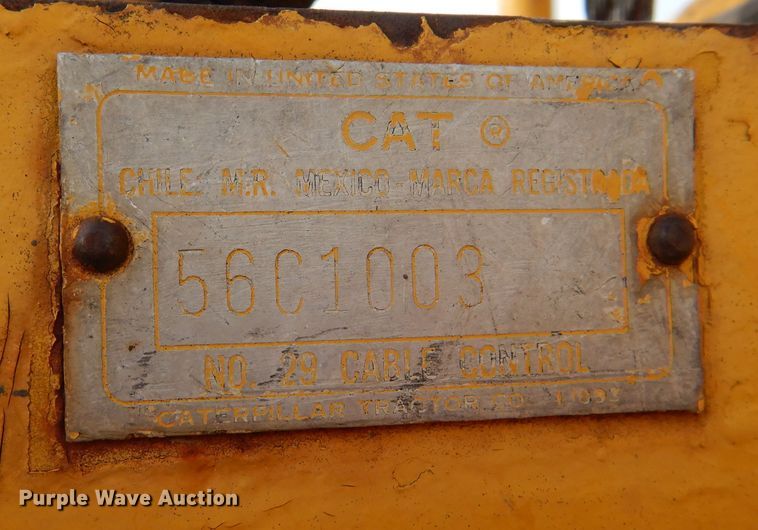 MADE IN UNITED STATES OF AMERICA
CAT ®
CHILE. M.R. MEXICO-MARCA REGISTRADA
56C1003
NO. 29 CABLE CONTROL
CATERPILLAR TRACTOR CO.
Purple Wave Auction